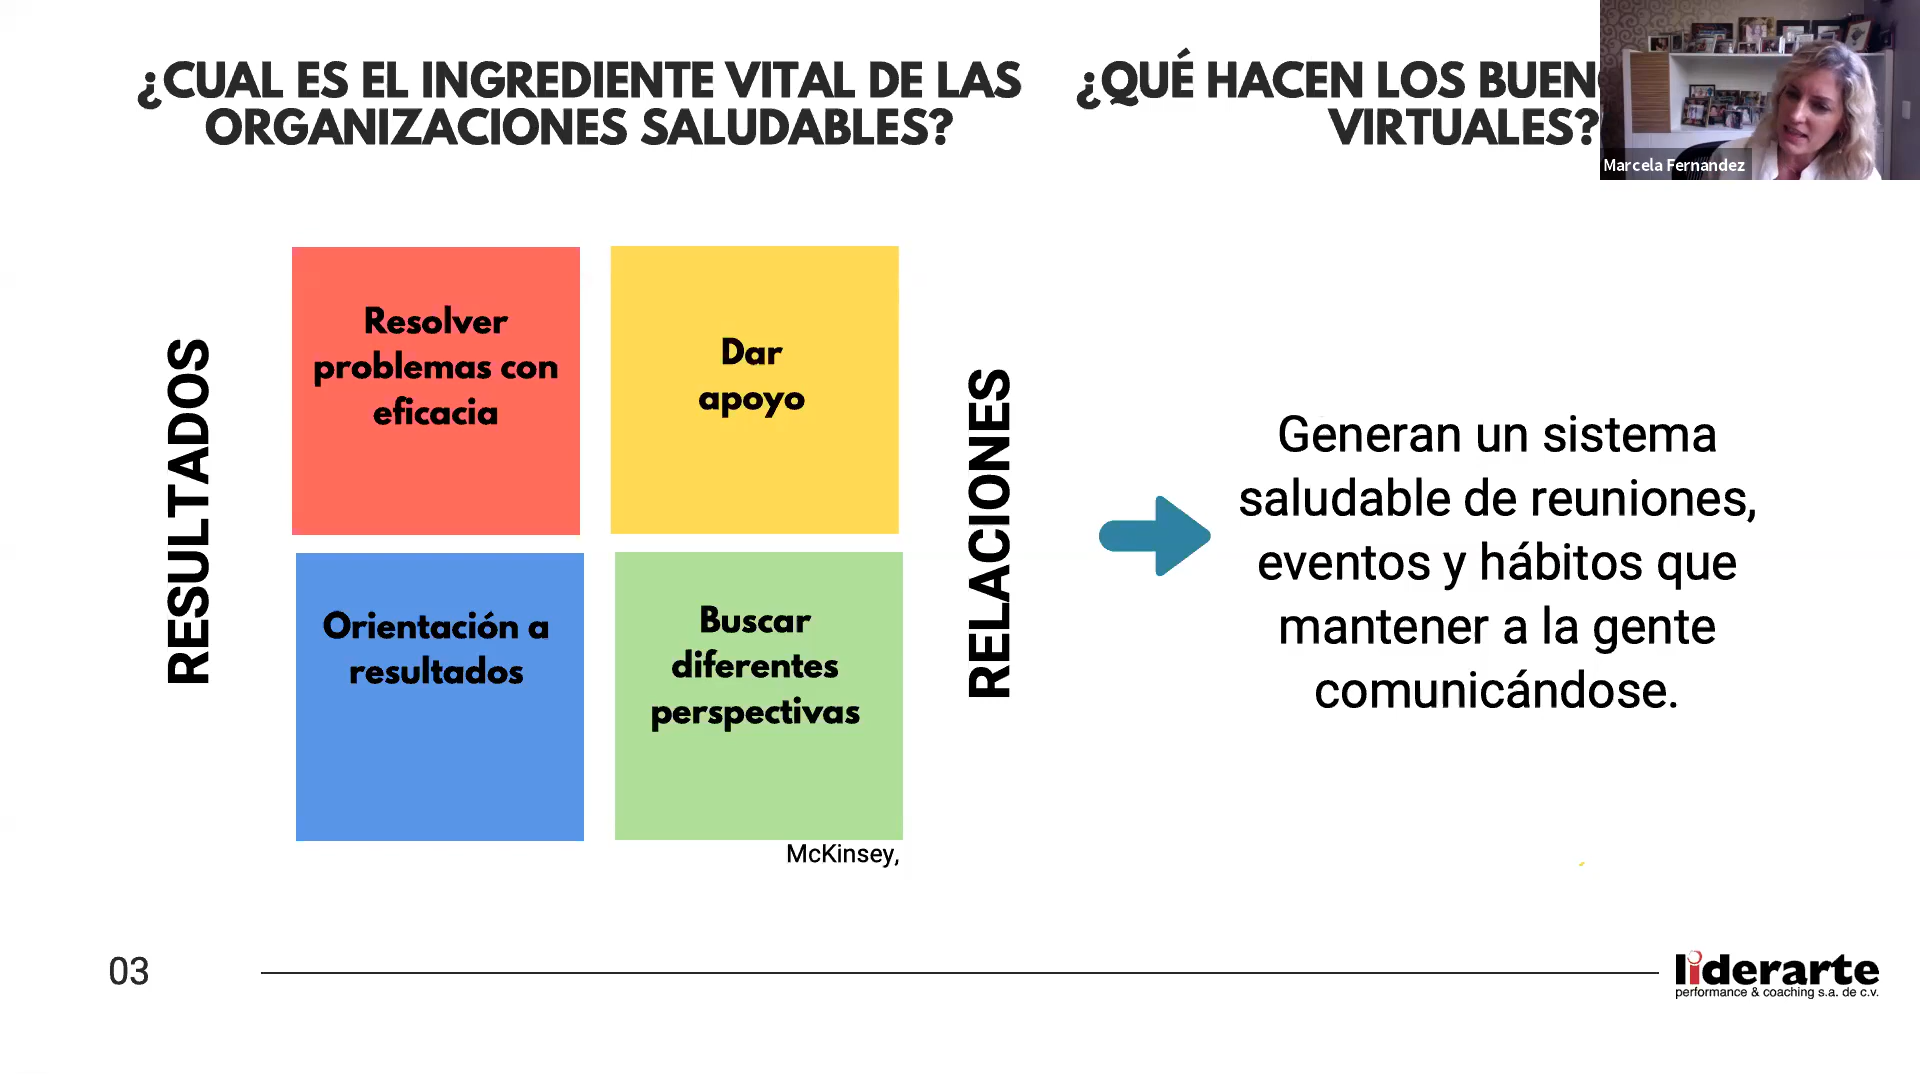 ¿CUAL ES EL INGREDIENTE VITAL DE LAS
ORGANIZACIONES SALUDABLES?
¿QUÉ HACEN LOS
VIRTUALES?
Marcela Fernandez
RESULTADOS
Resolver
problemas con
eficacia
Dar
apoyo
Orientación a
resultados
Buscar
diferentes
perspectivas
RELACIONES
McKinsey,
Generan un sistema
saludable de reuniones,
eventos y hábitos que
mantener a la gente
comunicándose.
03
liderarte
performance & coaching s.a. de c.v.